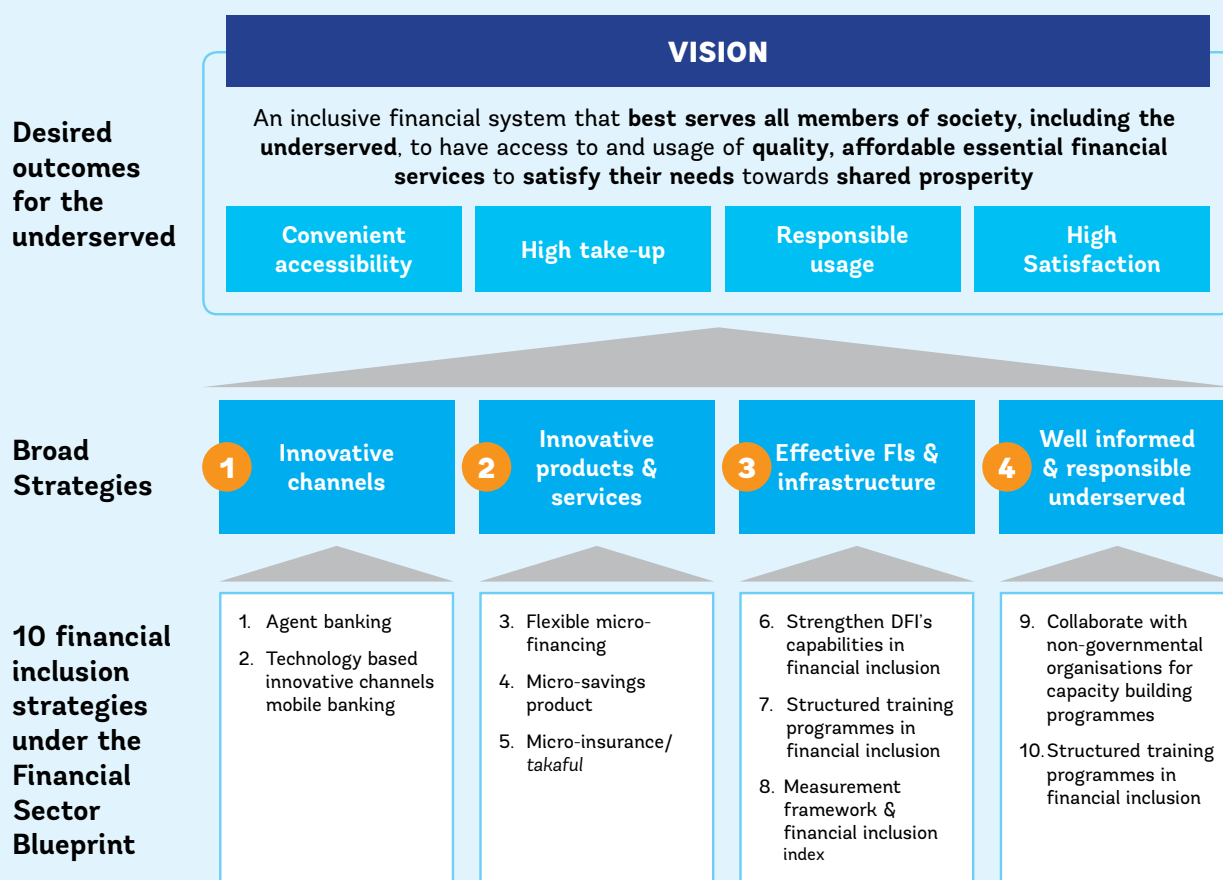 VISION
Desired
outcomes
for the
underserved
An inclusive financial system that best serves all members of society, including the
underserved, to have access to and usage of quality, affordable essential financial
services to satisfy their needs towards shared prosperity
Convenient
accessibility
High take-up
Responsible
usage
High
Satisfaction
Broad
Strategies
1
Innovative
channels
2
Innovative
products &
services
3
Effective FIs &
infrastructure
4
Well informed
& responsible
underserved
10 financial
inclusion
strategies
under the
Financial
Sector
Blueprint
1. Agent banking
2. Technology based
innovative channels
mobile banking
3. Flexible micro-
financing
4. Micro-savings
product
5. Micro-insurance/
takaful
6. Strengthen DFI's
capabilities in
financial inclusion
7. Structured training
programmes in
financial inclusion
8. Measurement
framework &
financial inclusion
index
9. Collaborate with
non-governmental
organisations for
capacity building
programmes
10. Structured training
programmes in
financial inclusion